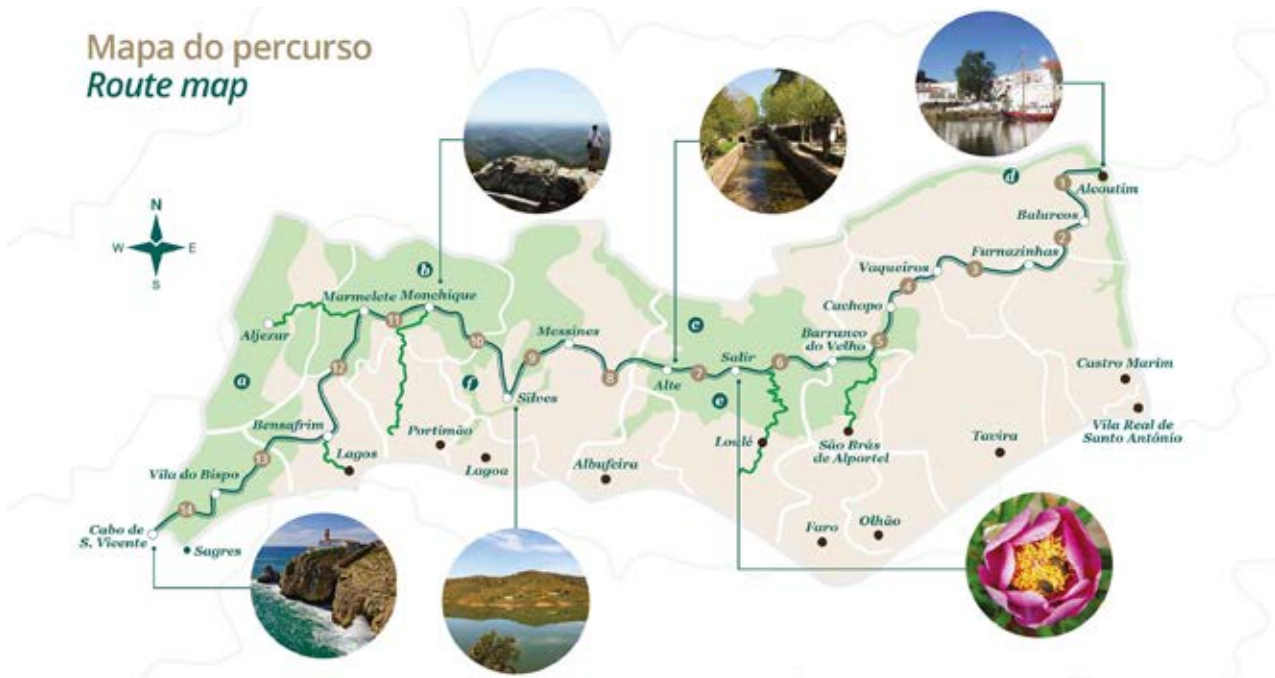 Mapa do percurso
Route map
N
W
E
S
d
1
Alcoutim
Balurcos
2
Furnazinhas
3
Vaqueiros
4
Cachopo
5
Barranco
do Velho
6
Salir
7
Alte
c
e
8
Messines
9
Silves
10
f
b
Monchique
11
Marmelete
Aljezur
12
a
Bensafrim
13
Vila do Bispo
14
Cabo de
S. Vicente
Sagres
Lagos
Portimão
Lagoa
Albufeira
Loulé
São Brás
de Alportel
Faro
Olhão
Tavira
Castro Marim
Vila Real de
Santo António